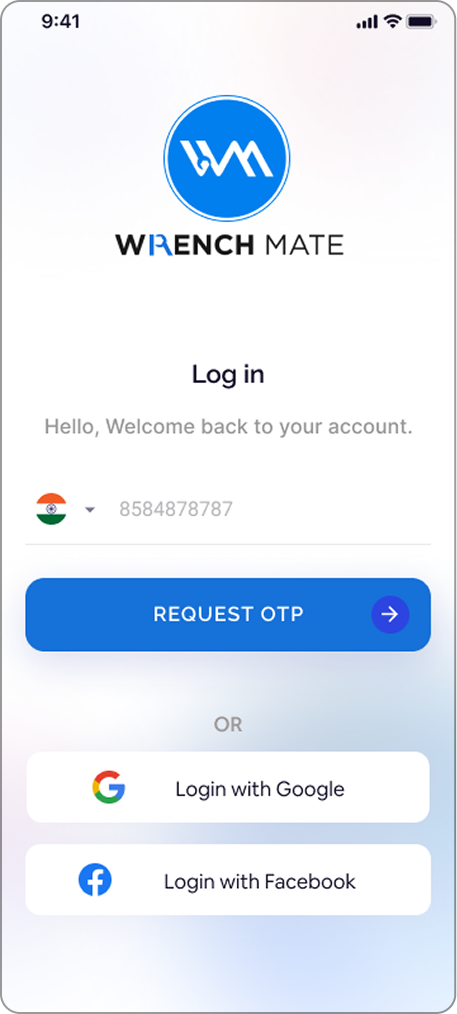 9:41
WM
WRENCH MATE
Log in
Hello, Welcome back to your account.
8584878787
REQUEST OTP
OR
Login with Google
Login with Facebook